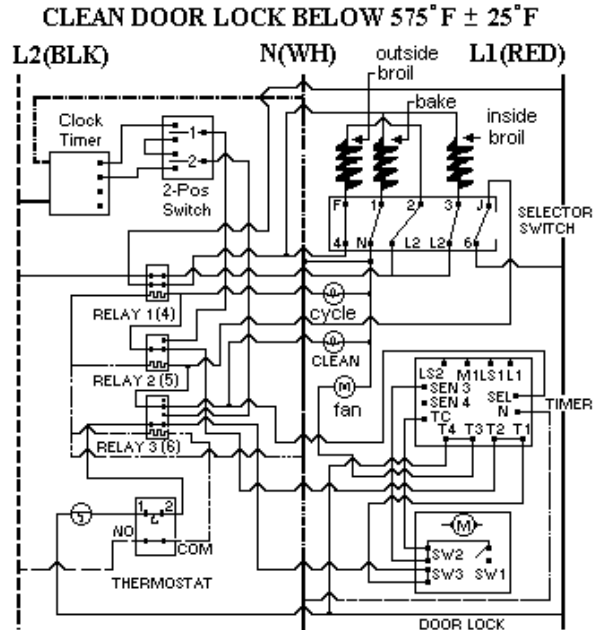 CLEAN DOOR LOCK BELOW 575°F ± 25°F
L2(BLK) N(WH) L1(RED)
outside
broil
bake
inside
broil
Clock
Timer
1
2
2-Pos
Switch
F 1 2 3 J
4 N L2 L2 6
SELECTOR
SWITCH
RELAY 1(4)
cycle
RELAY 2(5)
CLEAN
fan
M
RELAY 3(6)
LS2 M1 LS1 L1
SEN 3
SEN 4
SEL
TC
N
T4 T3 T2 T1
TIMER
1 2
NO
COM
THERMOSTAT
M
SW2
SW3 SW1
DOOR LOCK